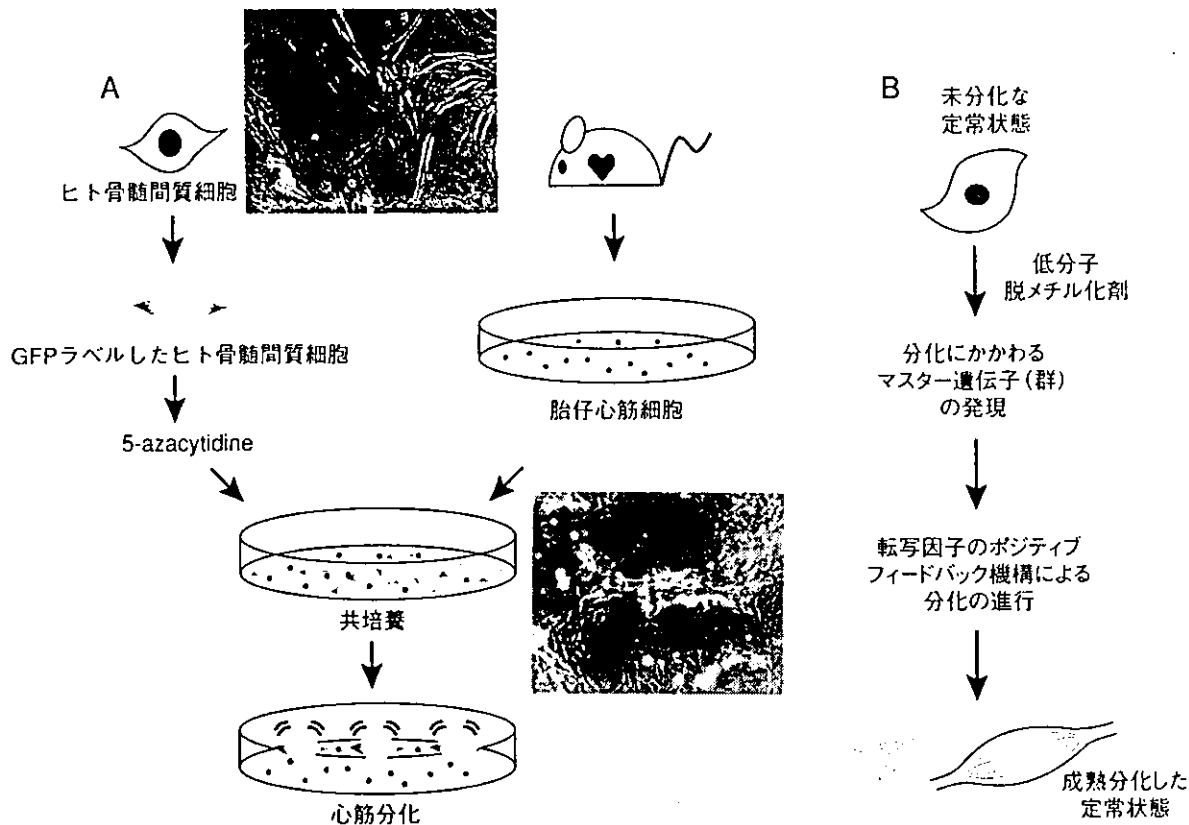 A
ヒト骨髄間質細胞
GFPラベルしたヒト骨髄間質細胞
5-azacytidine
胎仔心筋細胞
共培養
心筋分化
B
未分化な
定常状態
低分子
脱メチル化剤
分化にかかわる
マスター遺伝子(群)
の発現
転写因子のポジティブ
フィードバック機構による
分化の進行
成熟分化した
定常状態